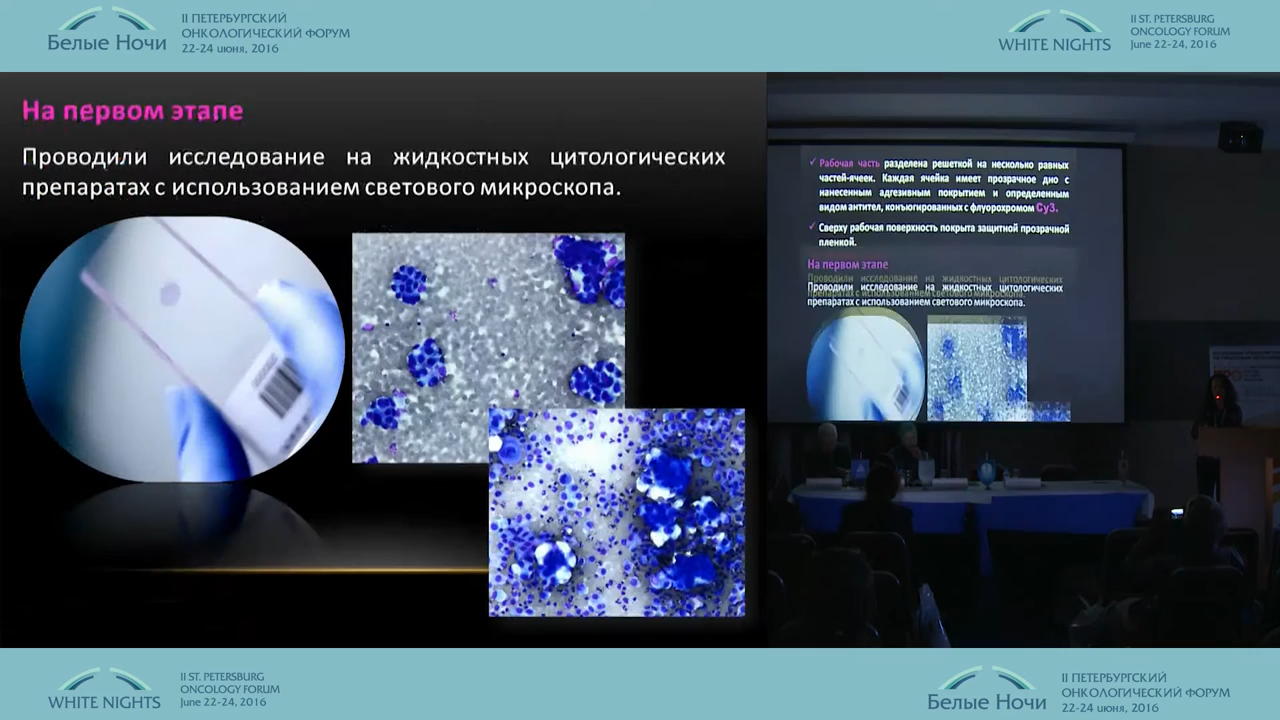 Белые Ночи
II ПЕТЕРБУРГСКИЙ
ОНКОЛОГИЧЕСКИЙ ФОРУМ
22-24 июня, 2016
WHITE NIGHTS
II ST. PETERSBURG
ONCOLOGY FORUM
June 22-24, 2016
На первом этапе
Проводили исследование на жидкостных цитологических
препаратах с использованием светового микроскопа.
✓ Рабочая часть разделена решеткой на несколько равных
частей-ячеек. Каждая ячейка имеет прозрачное дно с
нанесенным адгезивным покрытием и определенным
видом антител, конъюгированных с флуорохромом Cy3.
✓ Сверху рабочая поверхность покрыта защитной прозрачной
пленкой.
На первом этапе
Проводили исследование на жидкостных цитологических
препаратах с использованием светового микроскопа.
WHITE NIGHTS
II ST. PETERSBURG
ONCOLOGY FORUM
June 22-24, 2016
Белые Ночи
II ПЕТЕРБУРГСКИЙ
ОНКОЛОГИЧЕСКИЙ ФОРУМ
22-24 июня, 2016